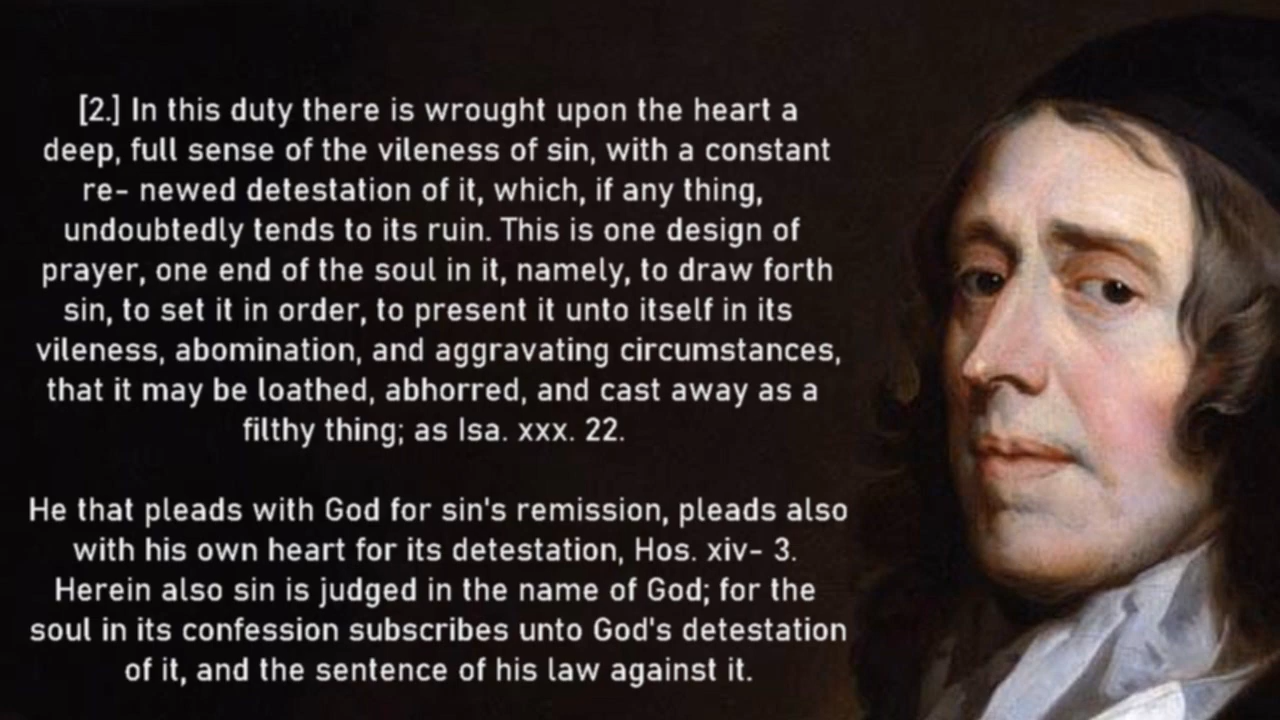 [2.] In this duty there is wrought upon the heart a
deep, full sense of the vileness of sin, with a constant
re- newed detestation of it, which, if any thing,
undoubtedly tends to its ruin. This is one design of
prayer, one end of the soul in it, namely, to draw forth
sin, to set it in order, to present it unto itself in its
vileness, abomination, and aggravating circumstances,
that it may be loathed, abhorred, and cast away as a
filthy thing; as Isa. xxx. 22.
He that pleads with God for sin's remission, pleads also
with his own heart for its detestation, Hos. xiv- 3.
Herein also sin is judged in the name of God; for the
soul in its confession subscribes unto God's detestation
of it, and the sentence of his law against it.